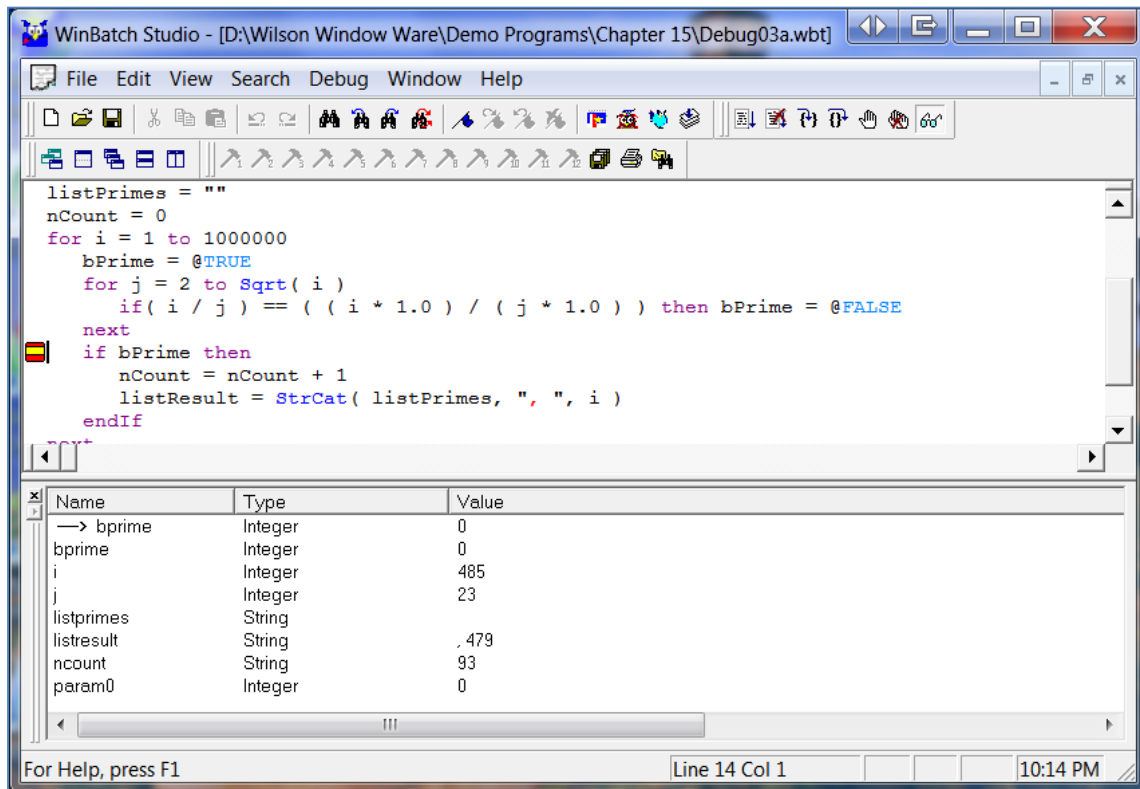 WinBatch Studio - [D:\Wilson Window Ware\Demo Programs\Chapter 15\Debug03a.wbt]
File Edit View Search Debug Window Help
listPrimes = ""
nCount = 0
for i = 1 to 1000000
bPrime = @TRUE
for j = 2 to Sqrt( i )
if( i / j ) == ( ( i * 1.0 ) / ( j * 1.0 ) ) then bPrime = @FALSE
next
if bPrime then
nCount = nCount + 1
listResult = StrCat( listPrimes, ", ", i )
endIf
next
Name Type Value
—> bprime Integer 0
bprime Integer 0
i Integer 485
j Integer 23
listprimes String
listresult String , 479
ncount String 93
param0 Integer 0
For Help, press F1 Line 14 Col 1 10:14 PM